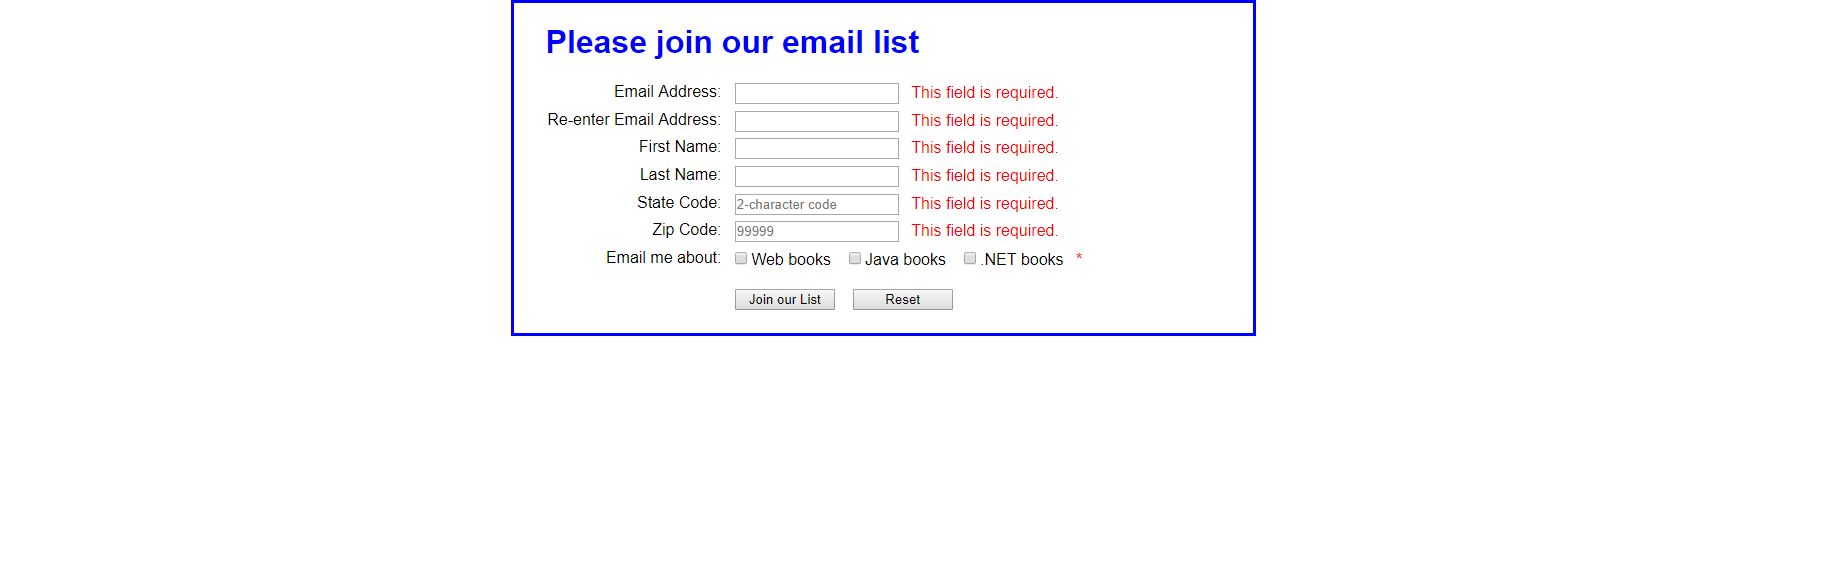 Please join our email list
Email Address: This field is required.
Re-enter Email Address: This field is required.
First Name: This field is required.
Last Name: This field is required.
State Code: 2-character code This field is required.
Zip Code: 99999 This field is required.
Email me about: Web books Java books .NET books *
Join our List Reset